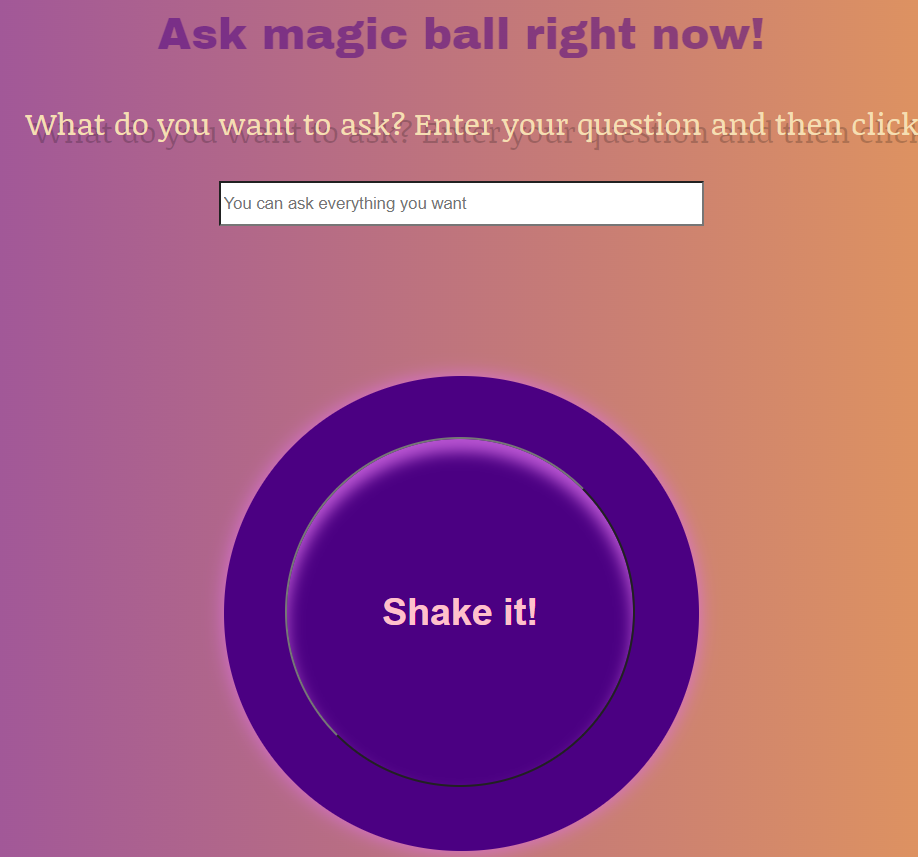 Ask magic ball right now!
What do you want to ask? Enter your question and then click
You can ask everything you want
Shake it!